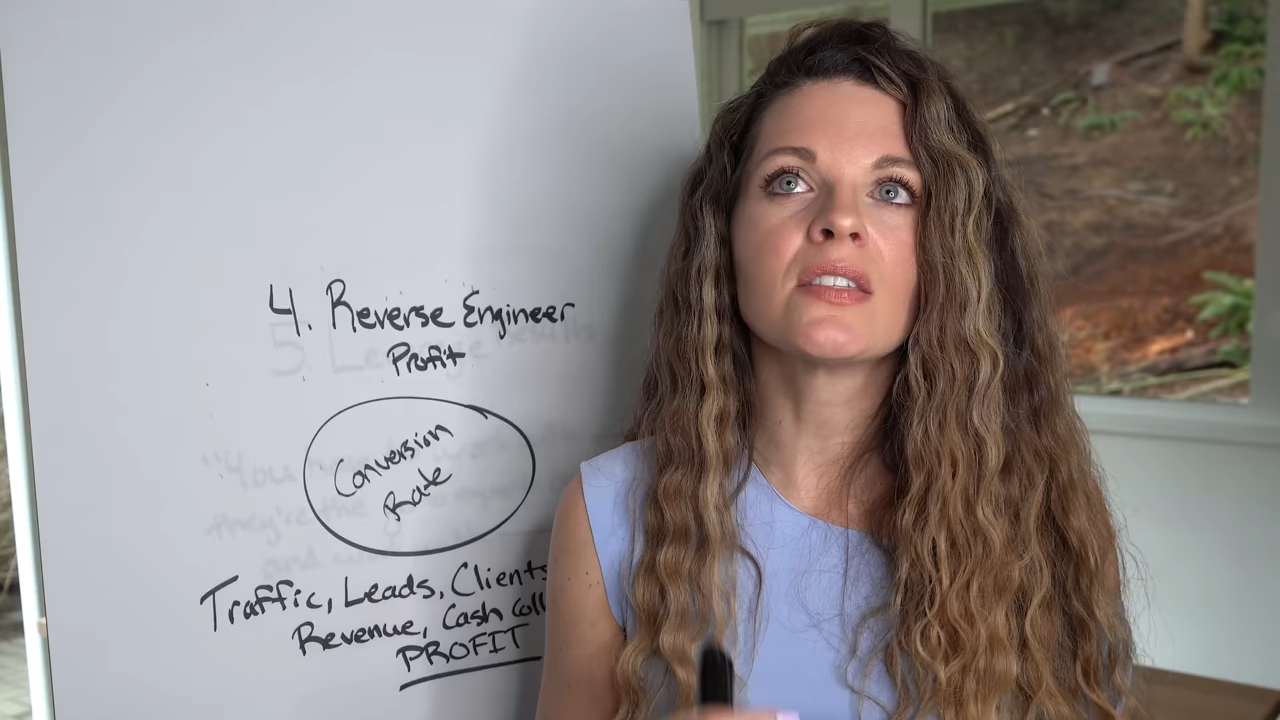 4. Reverse Engineer
Profit
Conversion
Rate
Traffic, Leads, Clients
Revenue, Cash Coll
PROFIT